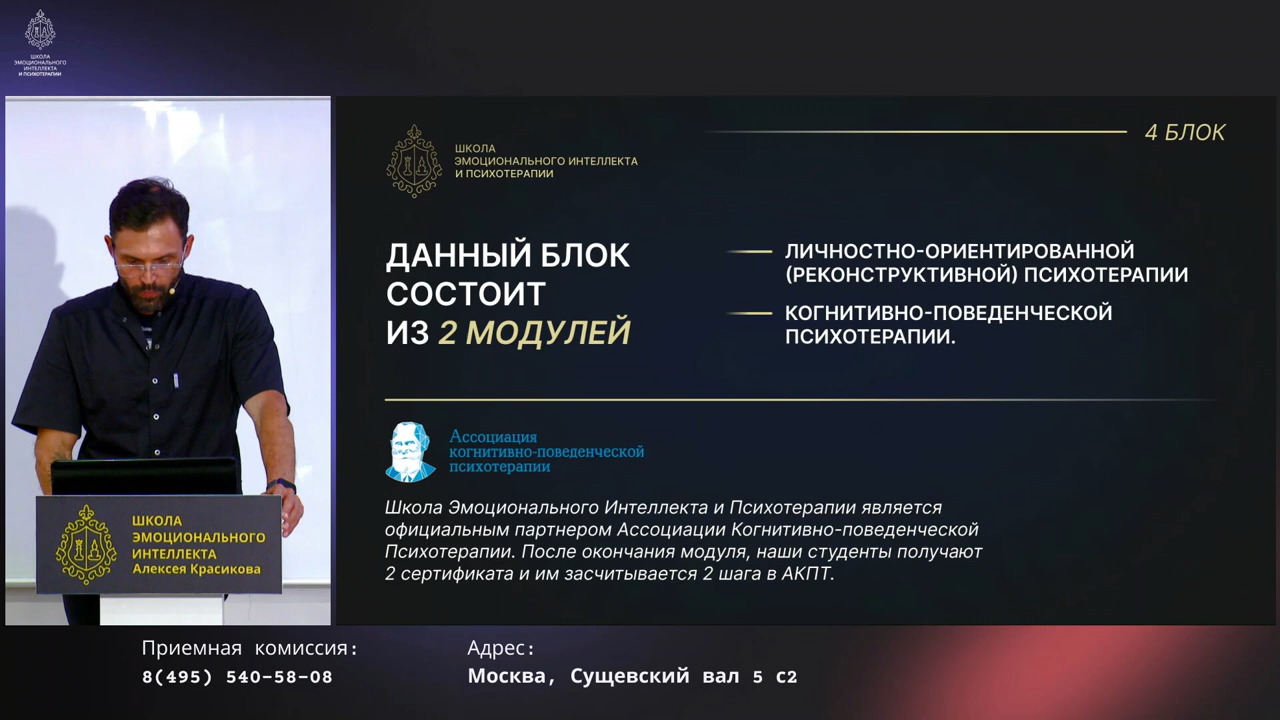 ШКОЛА
ЭМОЦИОНАЛЬНОГО
ИНТЕЛЛЕКТА
И ПСИХОТЕРАПИИ
4 БЛОК
ШКОЛА
ЭМОЦИОНАЛЬНОГО ИНТЕЛЛЕКТА
И ПСИХОТЕРАПИИ
ДАННЫЙ БЛОК
СОСТОИТ
ИЗ 2 МОДУЛЕЙ
ЛИЧНОСТНО-ОРИЕНТИРОВАННОЙ
(РЕКОНСТРУКТИВНОЙ) ПСИХОТЕРАПИИ
КОГНИТИВНО-ПОВЕДЕНЧЕСКОЙ
ПСИХОТЕРАПИИ.
Ассоциация
когнитивно-поведенческой
психотерапии
Школа Эмоционального Интеллекта и Психотерапии является
официальным партнером Ассоциации Когнитивно-поведенческой
Психотерапии. После окончания модуля, наши студенты получают
2 сертификата и им засчитывается 2 шага в АКПТ.
ШКОЛА
ЭМОЦИОНАЛЬНОГО
ИНТЕЛЛЕКТА
Алексея Красикова
Приемная комиссия:
8(495) 540-58-08
Адрес:
Москва, Сущевский вал 5 с2